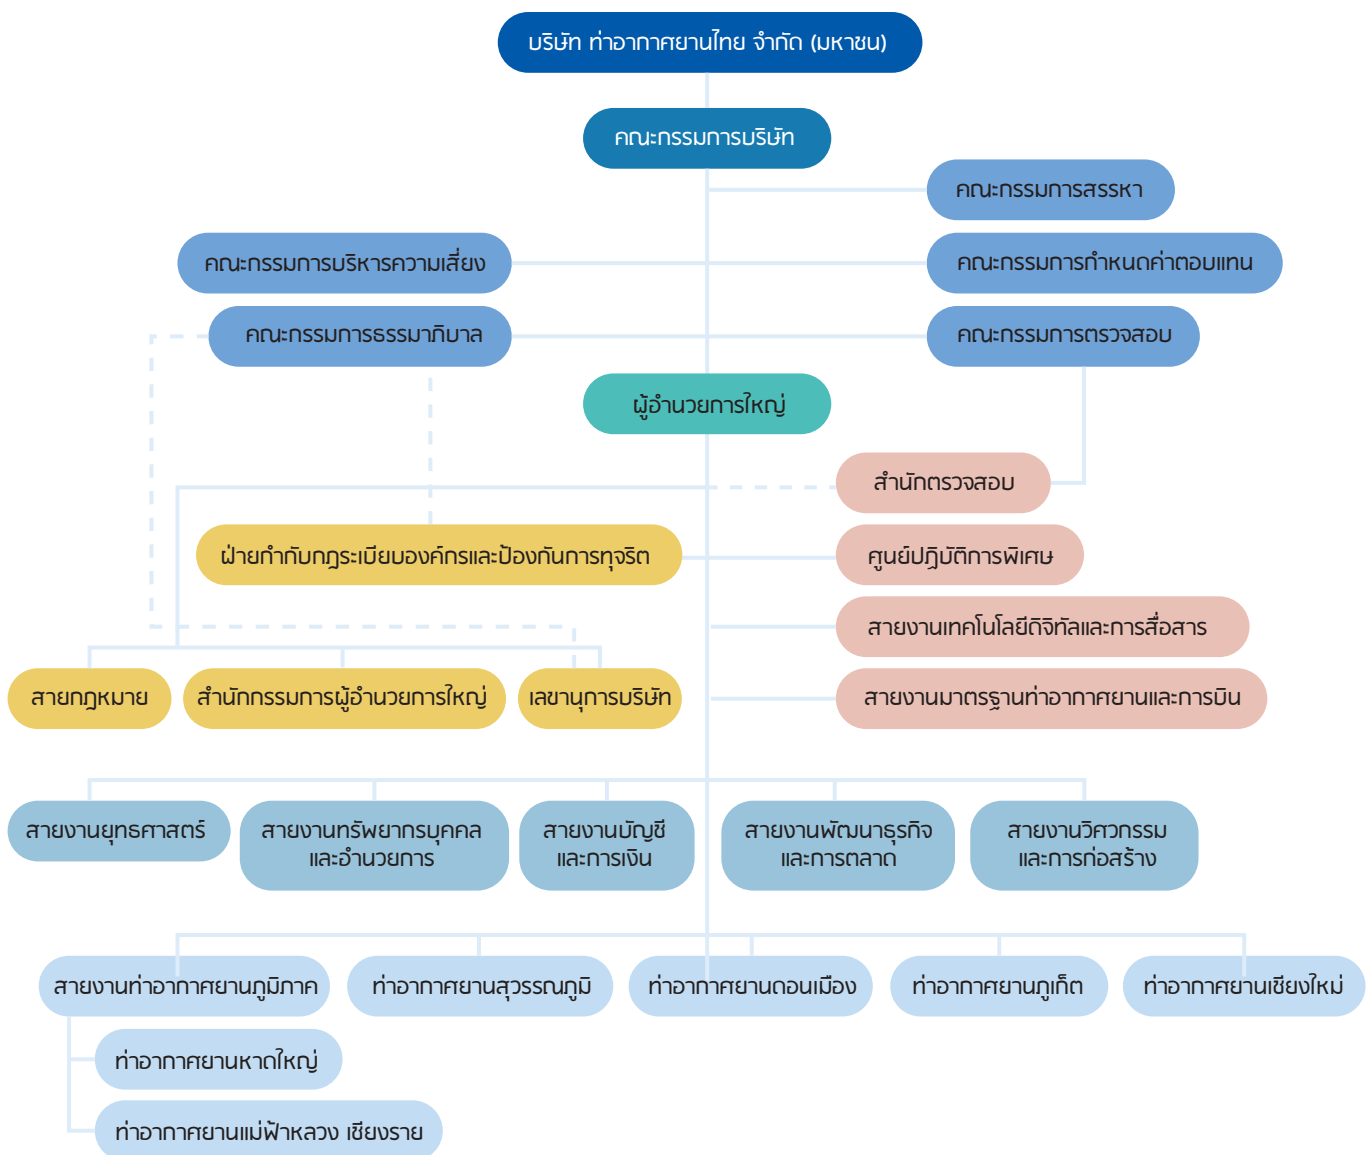 บริษัท ท่าอากาศยานไทย จำกัด (มหาชน)
คณะกรรมการบริษัท
คณะกรรมการสรรหา
คณะกรรมการบริหารความเสี่ยง
คณะกรรมการกำหนดค่าตอบแทน
คณะกรรมการธรรมาภิบาล
คณะกรรมการตรวจสอบ
ผู้อำนวยการใหญ่
สำนักตรวจสอบ
ฝ่ายกำกับกฎระเบียบองค์กรและป้องกันการทุจริต
ศูนย์ปฏิบัติการพิเศษ
สายงานเทคโนโลยีดิจิทัลและการสื่อสาร
สายกฎหมาย
สำนักกรรมการผู้อำนวยการใหญ่
เลขานุการบริษัท
สายงานมาตรฐานท่าอากาศยานและการบิน
สายงานยุทธศาสตร์
สายงานทรัพยากรบุคคล
และอำนวยการ
สายงานบัญชี
และการเงิน
สายงานพัฒนาธุรกิจ
และการตลาด
สายงานวิศวกรรม
และการก่อสร้าง
สายงานท่าอากาศยานภูมิภาค
ท่าอากาศยานสุวรรณภูมิ
ท่าอากาศยานดอนเมือง
ท่าอากาศยานภูเก็ต
ท่าอากาศยานเชียงใหม่
ท่าอากาศยานหาดใหญ่
ท่าอากาศยานแม่ฟ้าหลวง เชียงราย